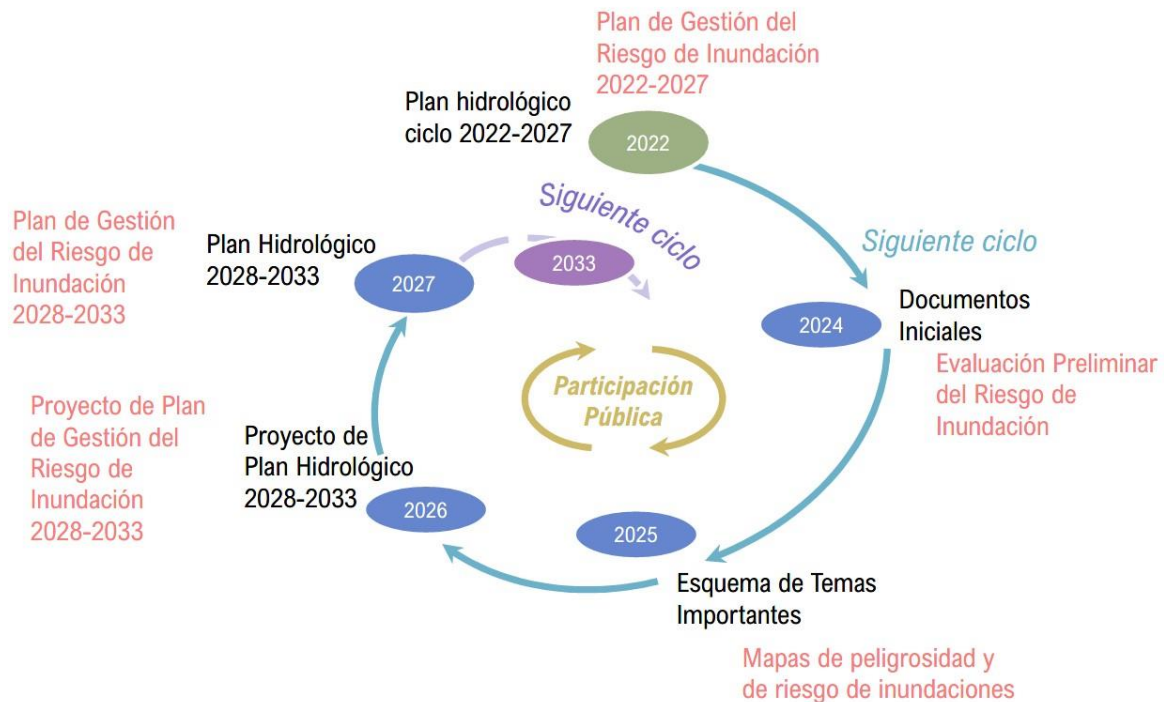 Plan de Gestión del
Riesgo de Inundación
2022-2027
Plan hidrológico
ciclo 2022-2027
2022
Siguiente ciclo
Siguiente ciclo
Plan de Gestión
del Riesgo de
Inundación
2028-2033
Plan Hidrológico
2028-2033
2027
2033
2024
Documentos
Iniciales
Evaluación Preliminar
del Riesgo de
Inundación
Participación
Pública
Proyecto de Plan
de Gestión del
Riesgo de
Inundación
2028-2033
Proyecto de
Plan Hidrológico
2028-2033
2026
2025
Esquema de Temas
Importantes
Mapas de peligrosidad y
de riesgo de inundaciones